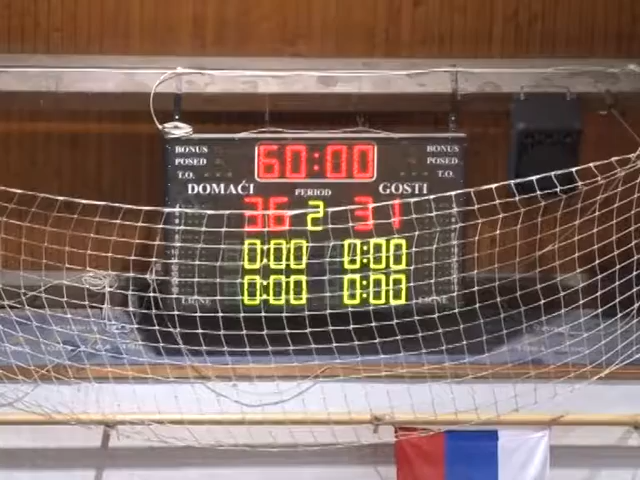 BONUS 60:00 BONUS
POSED POSED
T.O. T.O.
DOMAĆI PERIOD GOSTI
36 2 31
0:00 0:00
0:00 0:00